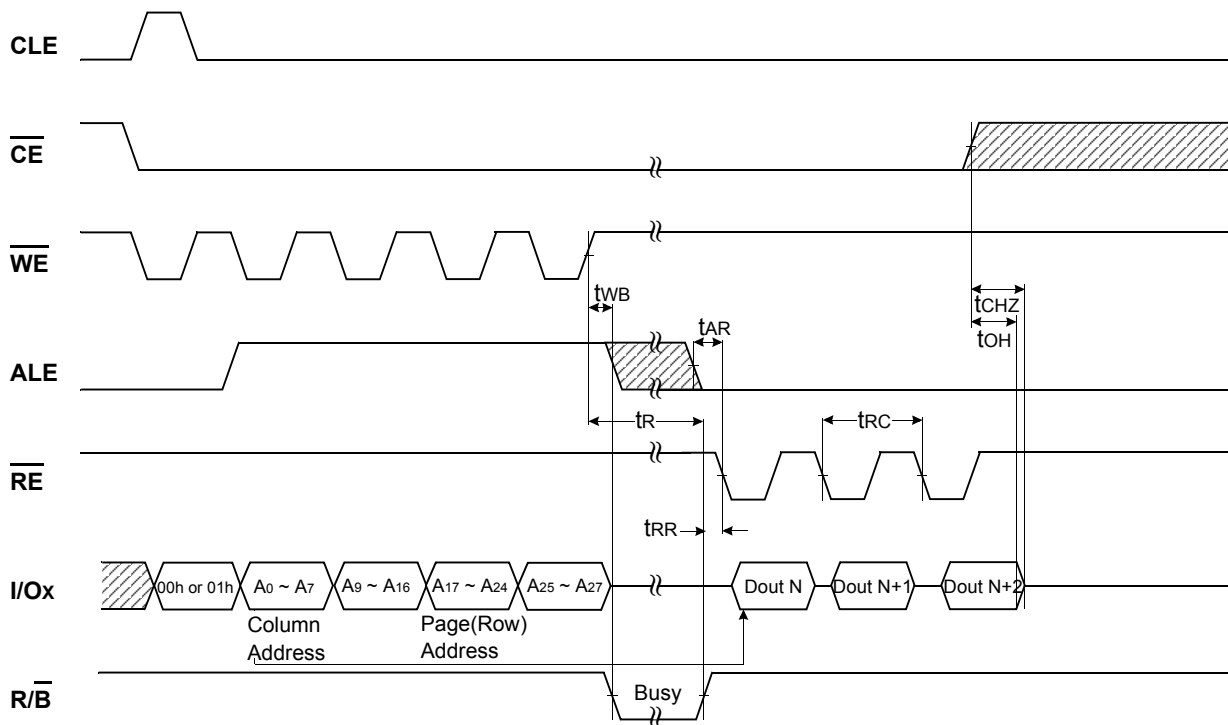 CLE
CE
WE
tWB
tCHZ
tAR
tOH
ALE
tR
tRC
RE
tRR
I/Ox
00h or 01h
A0 ~ A7
A9 ~ A16
A17 ~ A24
A25 ~ A27
Dout N
Dout N+1
Dout N+2
Column
Address
Page(Row)
Address
R/B
Busy